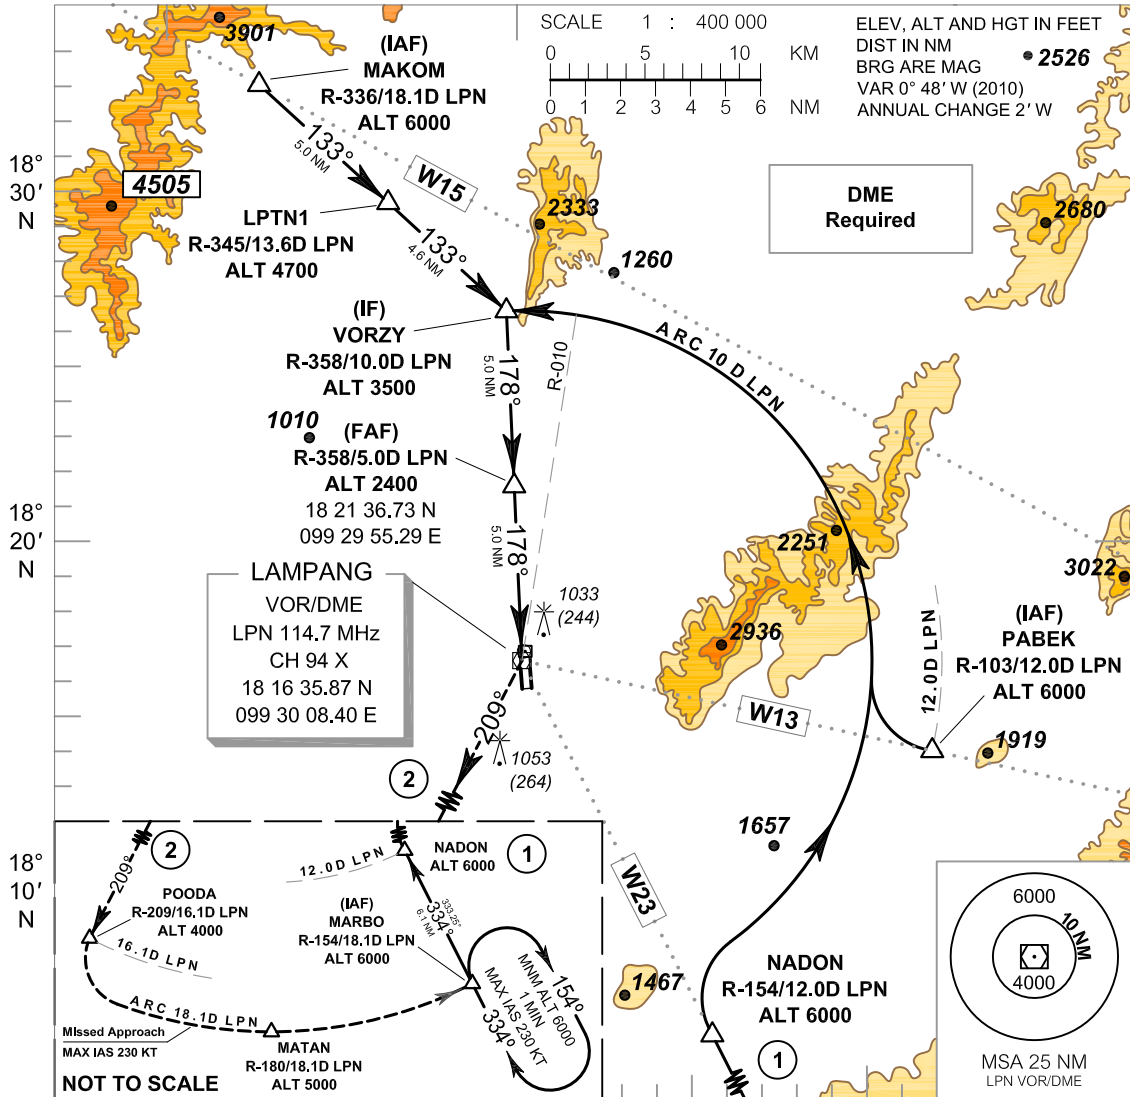 SCALE 1 : 400 000
0 5 10 KM
0 1 2 3 4 5 6 NM
ELEV, ALT AND HGT IN FEET
DIST IN NM
BRG ARE MAG
VAR 0° 48' W (2010)
ANNUAL CHANGE 2' W
2526
3901
(IAF)
MAKOM
R-336/18.1D LPN
ALT 6000
133°
5.0 NM
W15
18°
30'
N
4505
2333
DME
Required
2680
LPTN1
R-345/13.6D LPN
ALT 4700
133°
4.6 NM
1260
(IF)
VORZY
R-358/10.0D LPN
ALT 3500
178°
5.0 NM
R-010
ARC 10 D LPN
1010
(FAF)
R-358/5.0D LPN
ALT 2400
18 21 36.73 N
099 29 55.29 E
178°
5.0 NM
18°
20'
N
2251
3022
LAMPANG
VOR/DME
LPN 114.7 MHz
CH 94 X
18 16 35.87 N
099 30 08.40 E
1033
(244)
2936
12.0D LPN
(IAF)
PABEK
R-103/12.0D LPN
ALT 6000
W13
1919
209°
1053
(264)
2
1657
18°
10'
N
W23
1467
NADON
R-154/12.0D LPN
ALT 6000
1
6000
10 NM
4000
MSA 25 NM
LPN VOR/DME
2
209°
POODA
R-209/16.1D LPN
ALT 4000
16.1D LPN
ARC 18.1D LPN
MIssed Approach
MAX IAS 230 KT
MATAN
R-180/18.1D LPN
ALT 5000
NOT TO SCALE
12.0D LPN
NADON
ALT 6000
1
(IAF)
MARBO
R-154/18.1D LPN
ALT 6000
333.25°
334°
6.1 NM
154°
MNM ALT 6000
1 MIN
MAX IAS 230 KT
334°